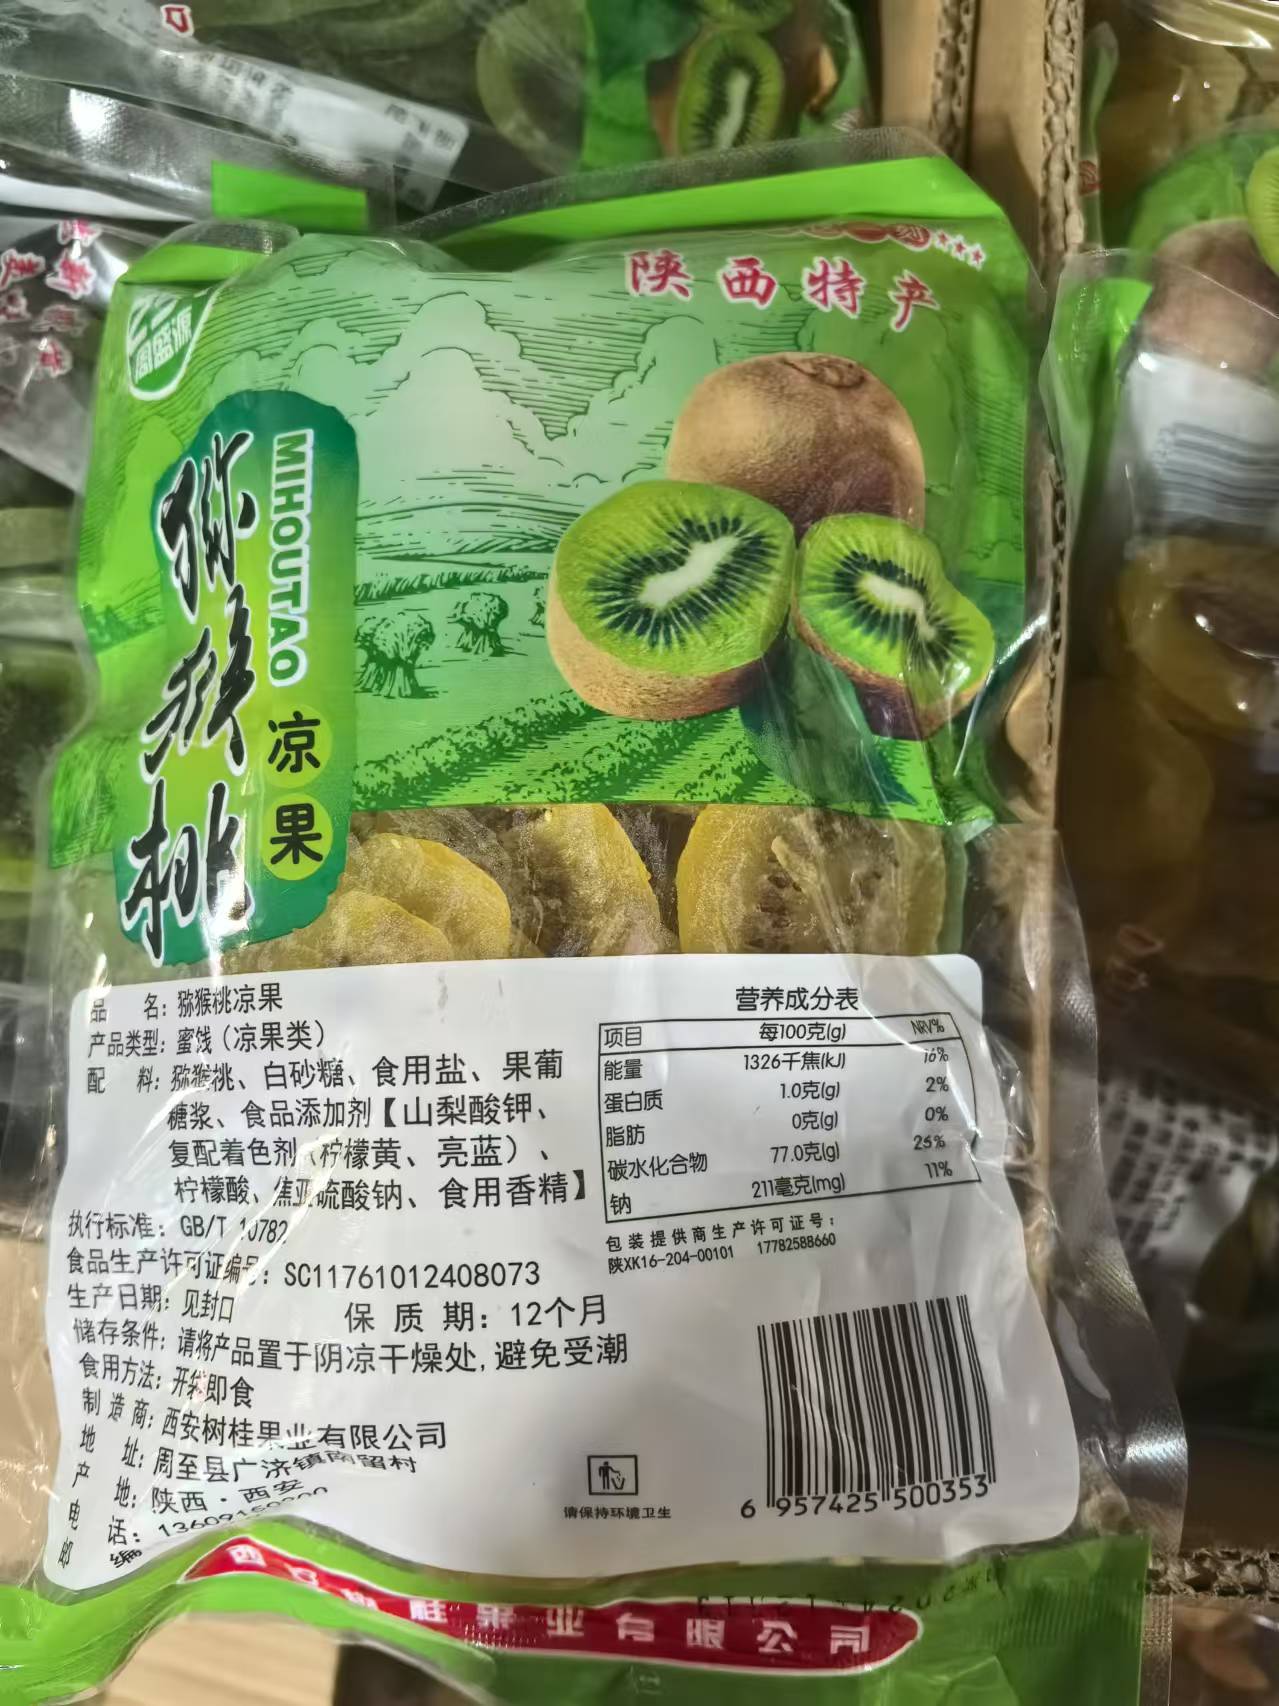 陕西特产
周盛源
猕猴桃
MIHOUTAO
凉果
品 名：猕猴桃凉果
产品类型：蜜饯（凉果类）
配 料：猕猴桃、白砂糖、食用盐、果葡
糖浆、食品添加剂【山梨酸钾、
复配着色剂（柠檬黄、亮蓝）、
柠檬酸、焦亚硫酸钠、食用香精】
执行标准：GB/T 10782
食品生产许可证编号：SC11761012408073
生产日期：见封口 保 质 期：12个月
储存条件：请将产品置于阴凉干燥处,避免受潮
食用方法：开袋即食
制 造 商：西安树桂果业有限公司
地 址：周至县广济镇南留村
产 地：陕西·西安
电 话：
邮 编
营养成分表
项目 每100克(g) NRV%
能量 1326千焦(kJ) 16%
蛋白质 1.0克(g) 2%
脂肪 0克(g) 0%
碳水化合物 77.0克(g) 25%
钠 211毫克(mg) 11%
包装提供商生产许可证号：
陕XK16-204-00101 17782588660
请保持环境卫生
6 957425 500353
树桂果业有限公司